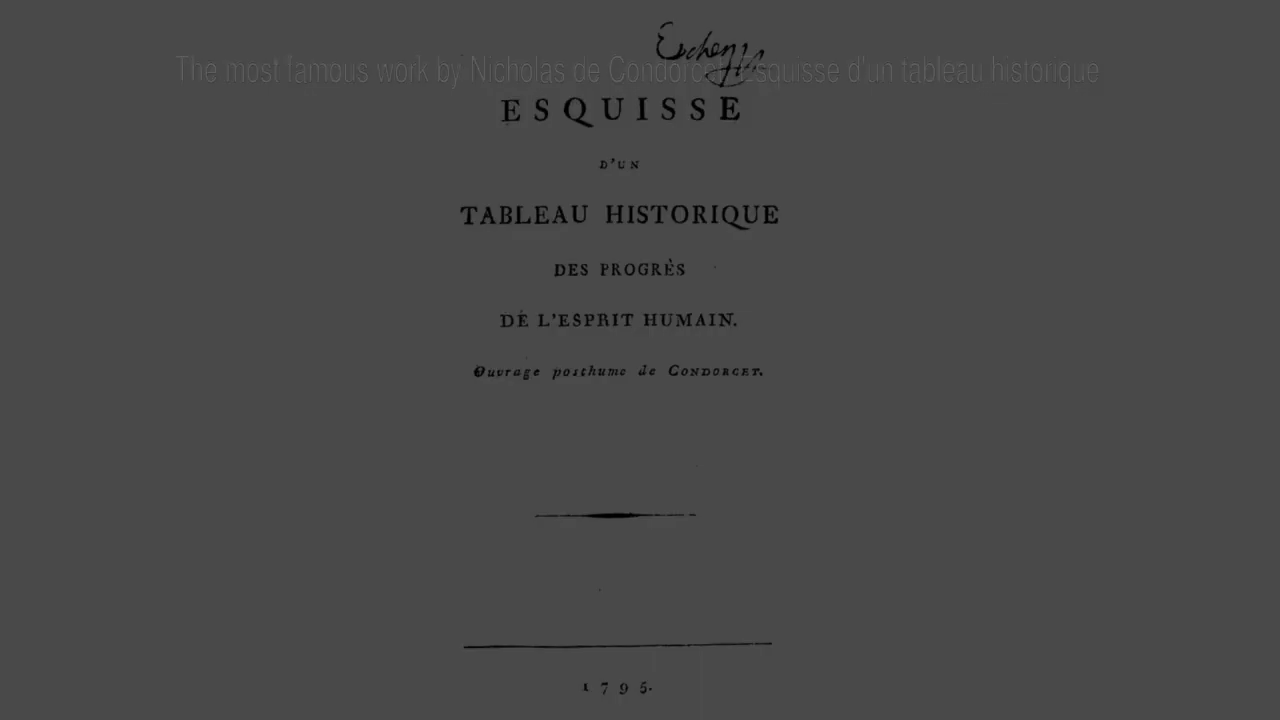 The most famous work by Nicholas de Condorcet, Esquisse d'un tableau historique
ESQUISSE
D'UN
TABLEAU HISTORIQUE
DES PROGRÈS
DE L'ESPRIT HUMAIN.
Ouvrage posthume de CONDORCET.
1795.